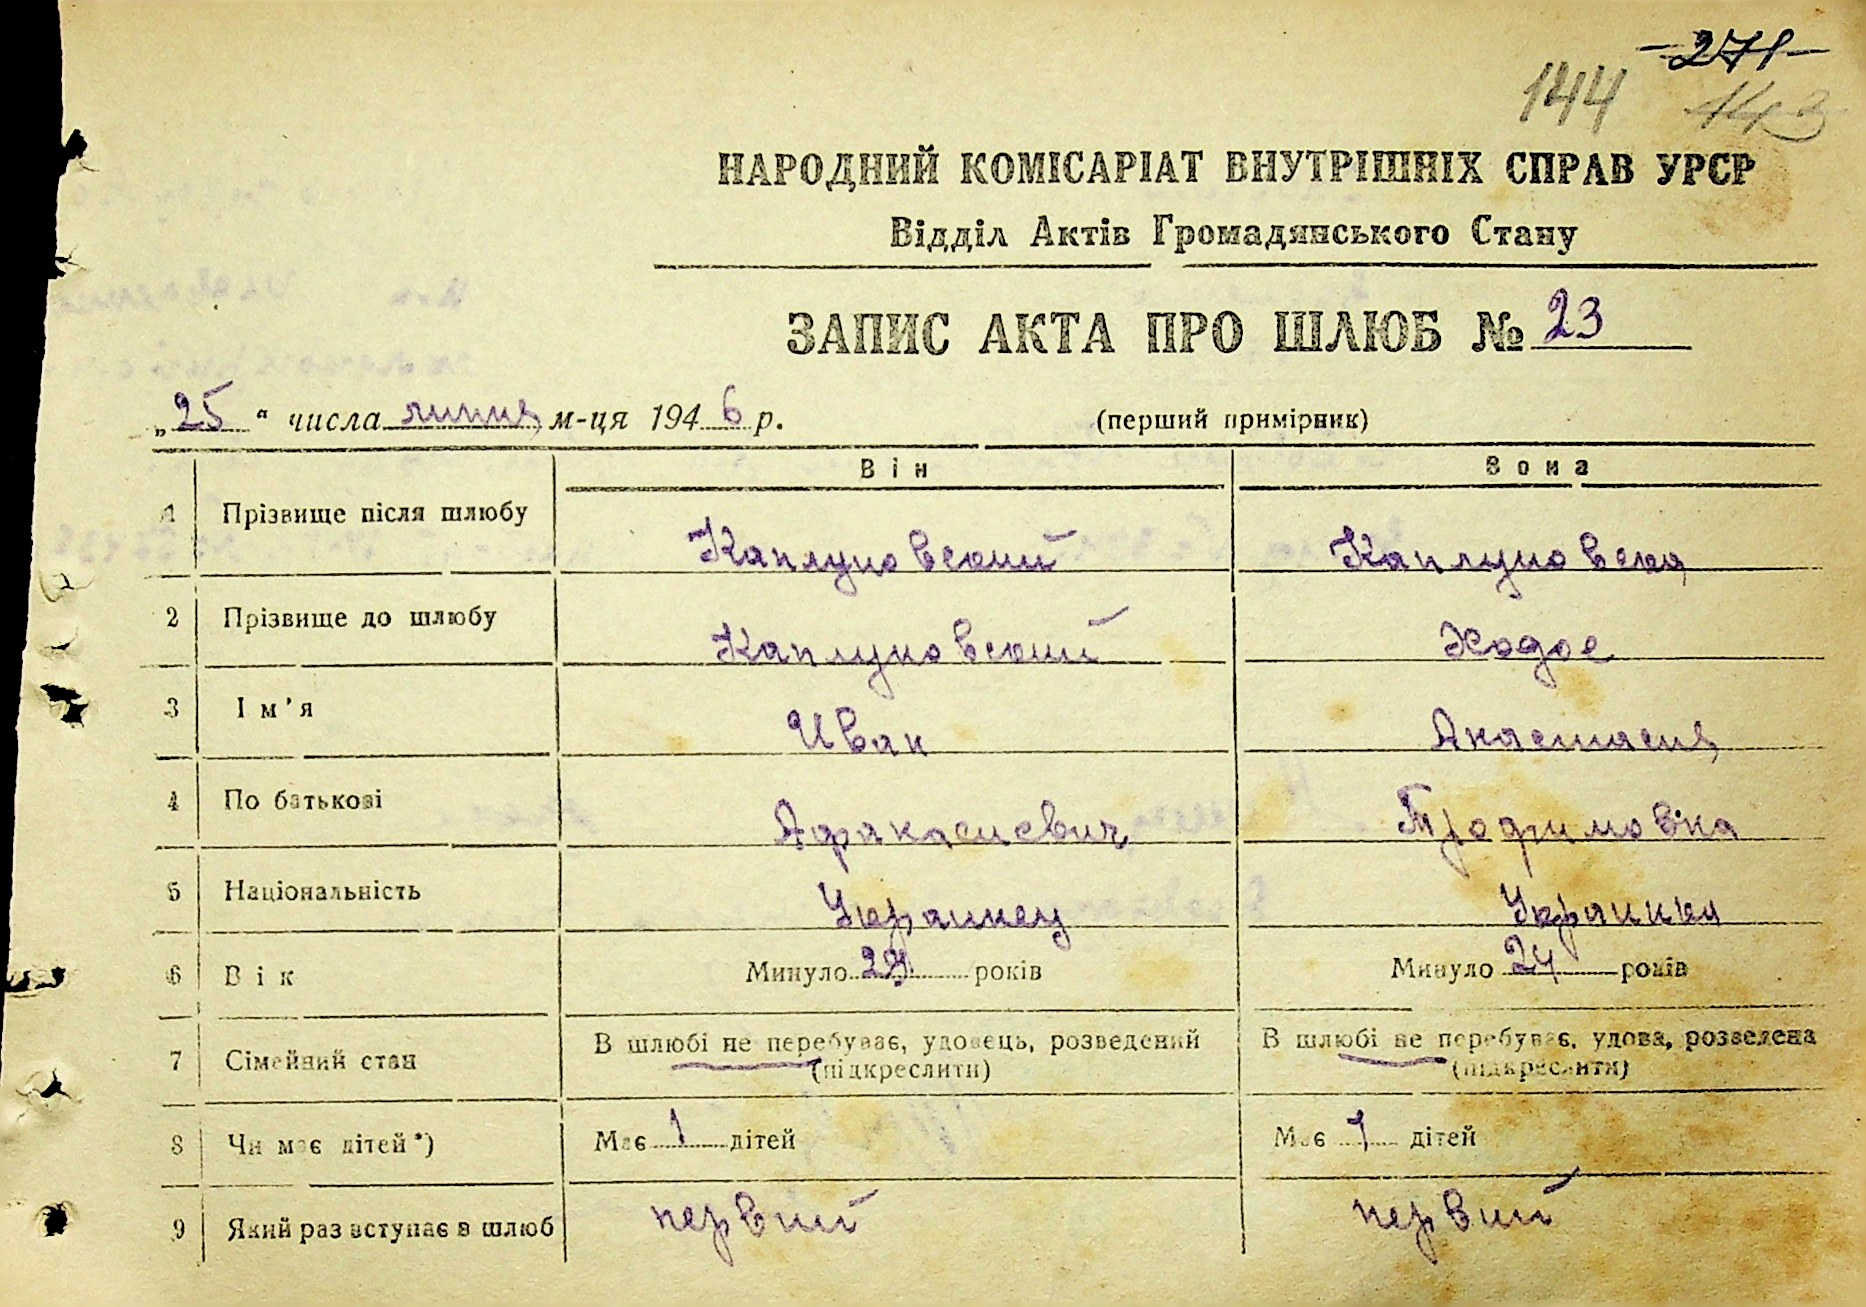 -271-
144 143
НАРОДНИЙ КОМІСАРІАТ ВНУТРІШНІХ СПРАВ УРСР
Відділ Актів Громадянського Стану
ЗАПИС АКТА ПРО ШЛЮБ № 23
„25“ числа липня м-ця 1946 р. (перший примірник)
Він Вона
1 Прізвище після шлюбу Каплуновский Каплуновская
2 Прізвище до шлюбу Каплуновский Ходос
3 Ім'я Иван Анастасия
4 По батькові Афанасиевич Трофимовна
5 Національність Украинец Украинка
6 Вік Минуло років Минуло 24 років
7 Сімейний стан В шлюбі не перебуває, удовець, розведений В шлюбі не перебуває, удова, розведена
(підкреслити) (підкреслити)
8 Чи має дітей*) Має 1 дітей Має 1 дітей
9 Який раз вступає в шлюб первий первий